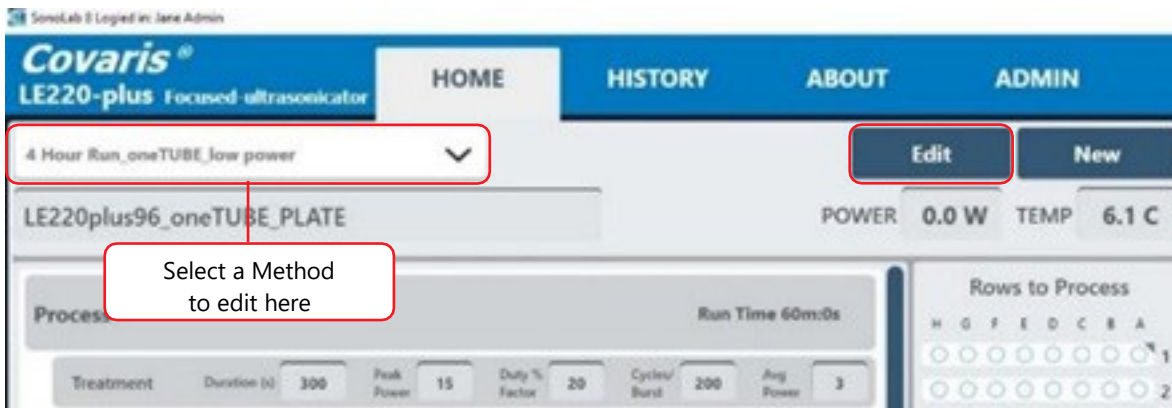 SonoLab 8 Logied in: Jane Admin
Covaris®
LE220-plus Focused-ultrasonicator
HOME HISTORY ABOUT ADMIN
4 Hour Run_oneTUBE_low power
Edit New
LE220plus96_oneTUBE_PLATE
POWER 0.0 W TEMP 6.1 C
Select a Method
to edit here
Rows to Process
Process
Run Time 60m:0s
H G F E D C B A
1
Treatment Duration (s) 300 Peak Power 15 Duty % Factor 20 Cycles/ Burst 200 Avg Power 3
2